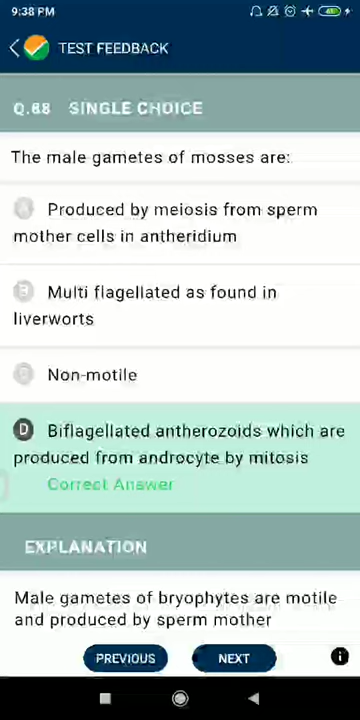 9:38 PM
TEST FEEDBACK
Q.68 SINGLE CHOICE
The male gametes of mosses are:
A Produced by meiosis from sperm
mother cells in antheridium
B Multi flagellated as found in
liverworts
Non-motile
D Biflagellated antherozoids which are
produced from androcyte by mitosis
Correct Answer
EXPLANATION
Male gametes of bryophytes are motile
and produced by sperm mother
PREVIOUS NEXT